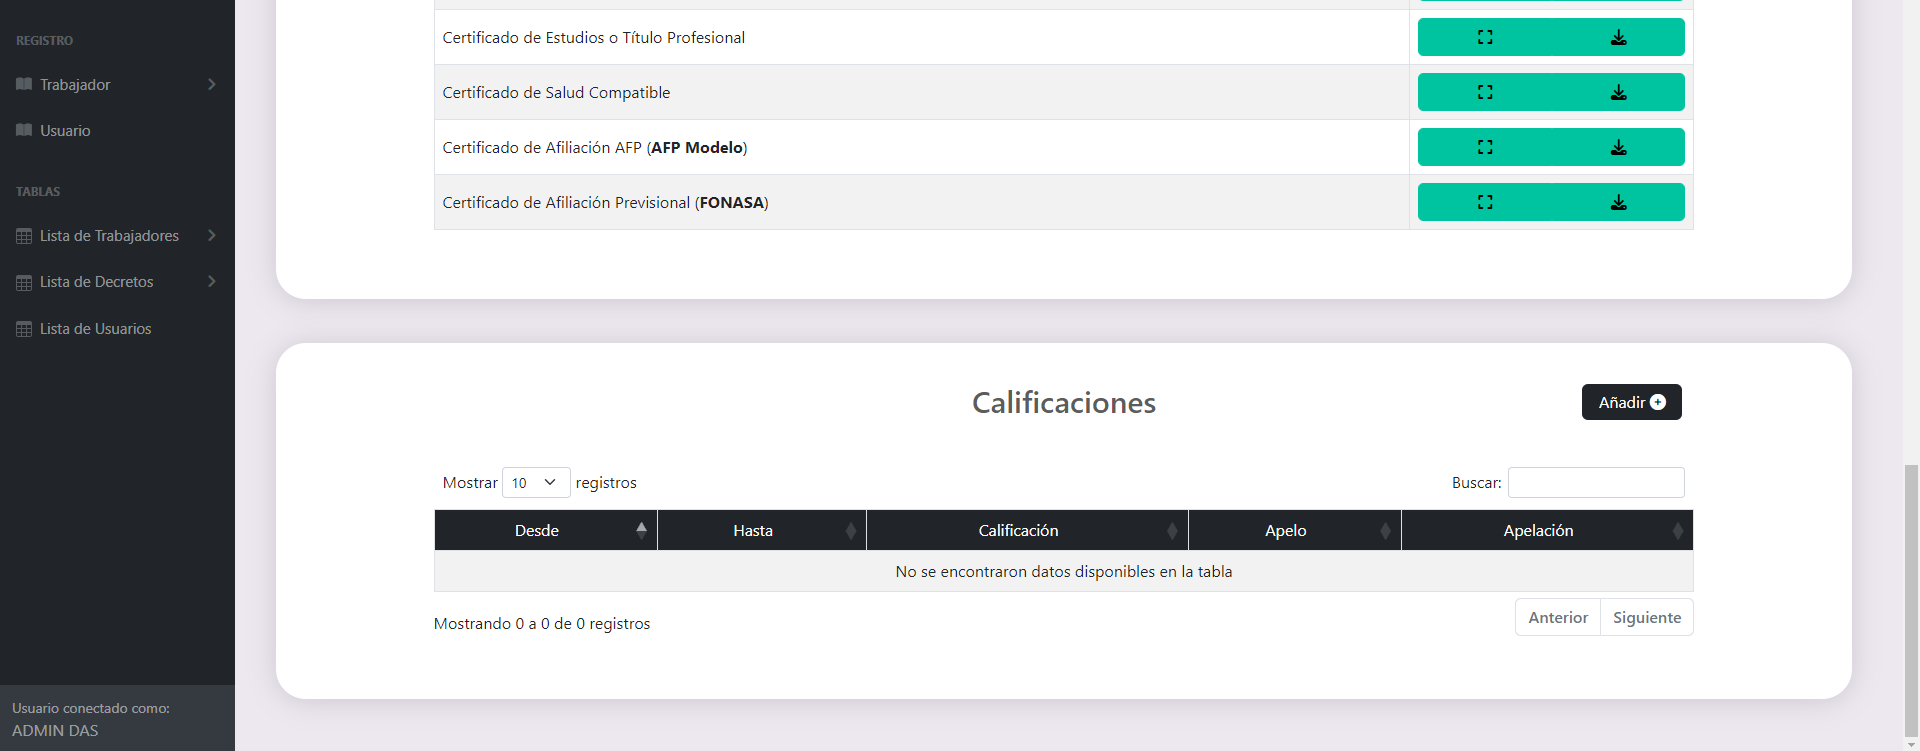 REGISTRO
Trabajador
Usuario
TABLAS
Lista de Trabajadores
Lista de Decretos
Lista de Usuarios
Usuario conectado como:
ADMIN DAS
Certificado de Estudios o Título Profesional
Certificado de Salud Compatible
Certificado de Afiliación AFP (AFP Modelo)
Certificado de Afiliación Previsional (FONASA)
Calificaciones
Añadir
Mostrar 10 registros
Buscar:
Desde Hasta Calificación Apelo Apelación
No se encontraron datos disponibles en la tabla
Mostrando 0 a 0 de 0 registros
Anterior Siguiente